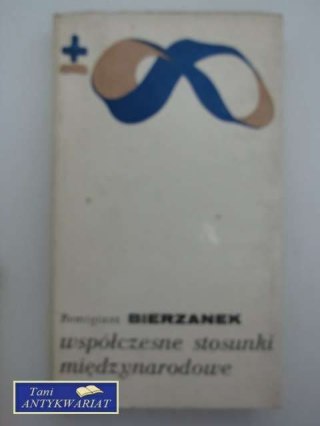 ±
Remigiusz BIERZANEK
współczesne stosunki
międzynarodowe
Tani
ANTYKWARIAT